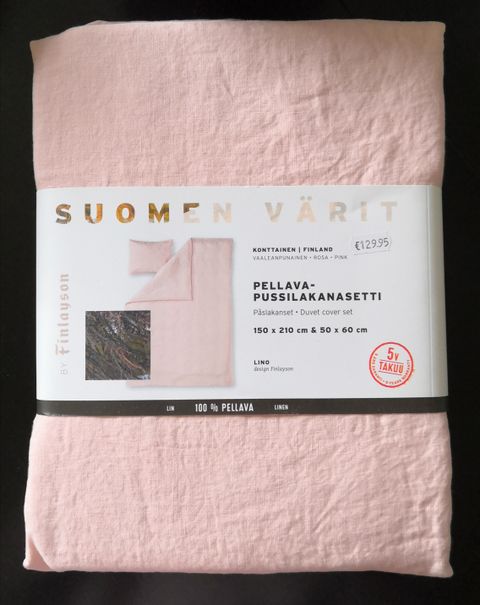 SUOMEN VÄRIT
BY Finlayson
KONTTAINEN | FINLAND
VAALEANPUNAINEN • ROSA • PINK
€129.95
PELLAVA-
PUSSILAKANASETTI
Påslakanset • Duvet cover set
150 x 210 cm & 50 x 60 cm
LINO
design Finlayson
5V
TAKUU
LIN 100 % PELLAVA LINEN